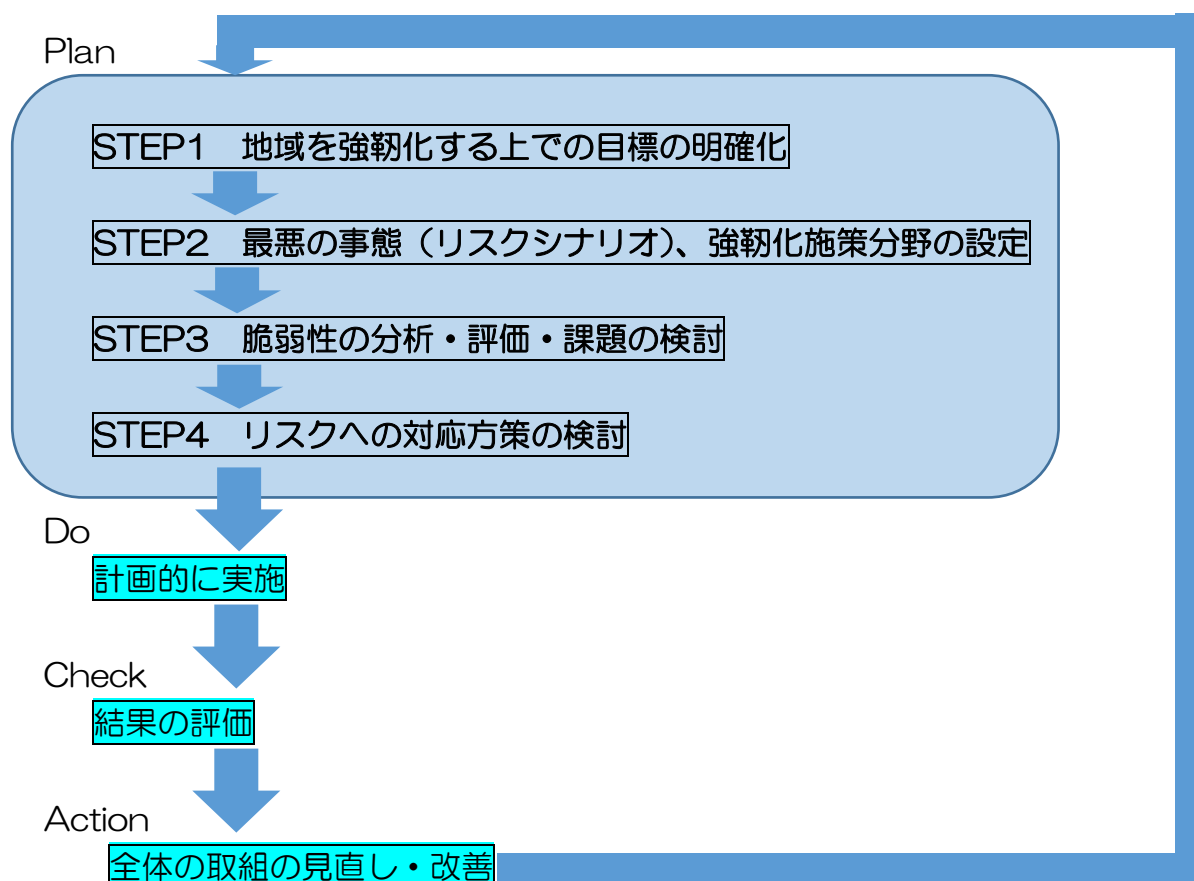 Plan
STEP1　地域を強靭化する上での目標の明確化
STEP2　最悪の事態（リスクシナリオ）、強靭化施策分野の設定
STEP3　脆弱性の分析・評価・課題の検討
STEP4　リスクへの対応方策の検討
Do
計画的に実施
Check
結果の評価
Action
全体の取組の見直し・改善